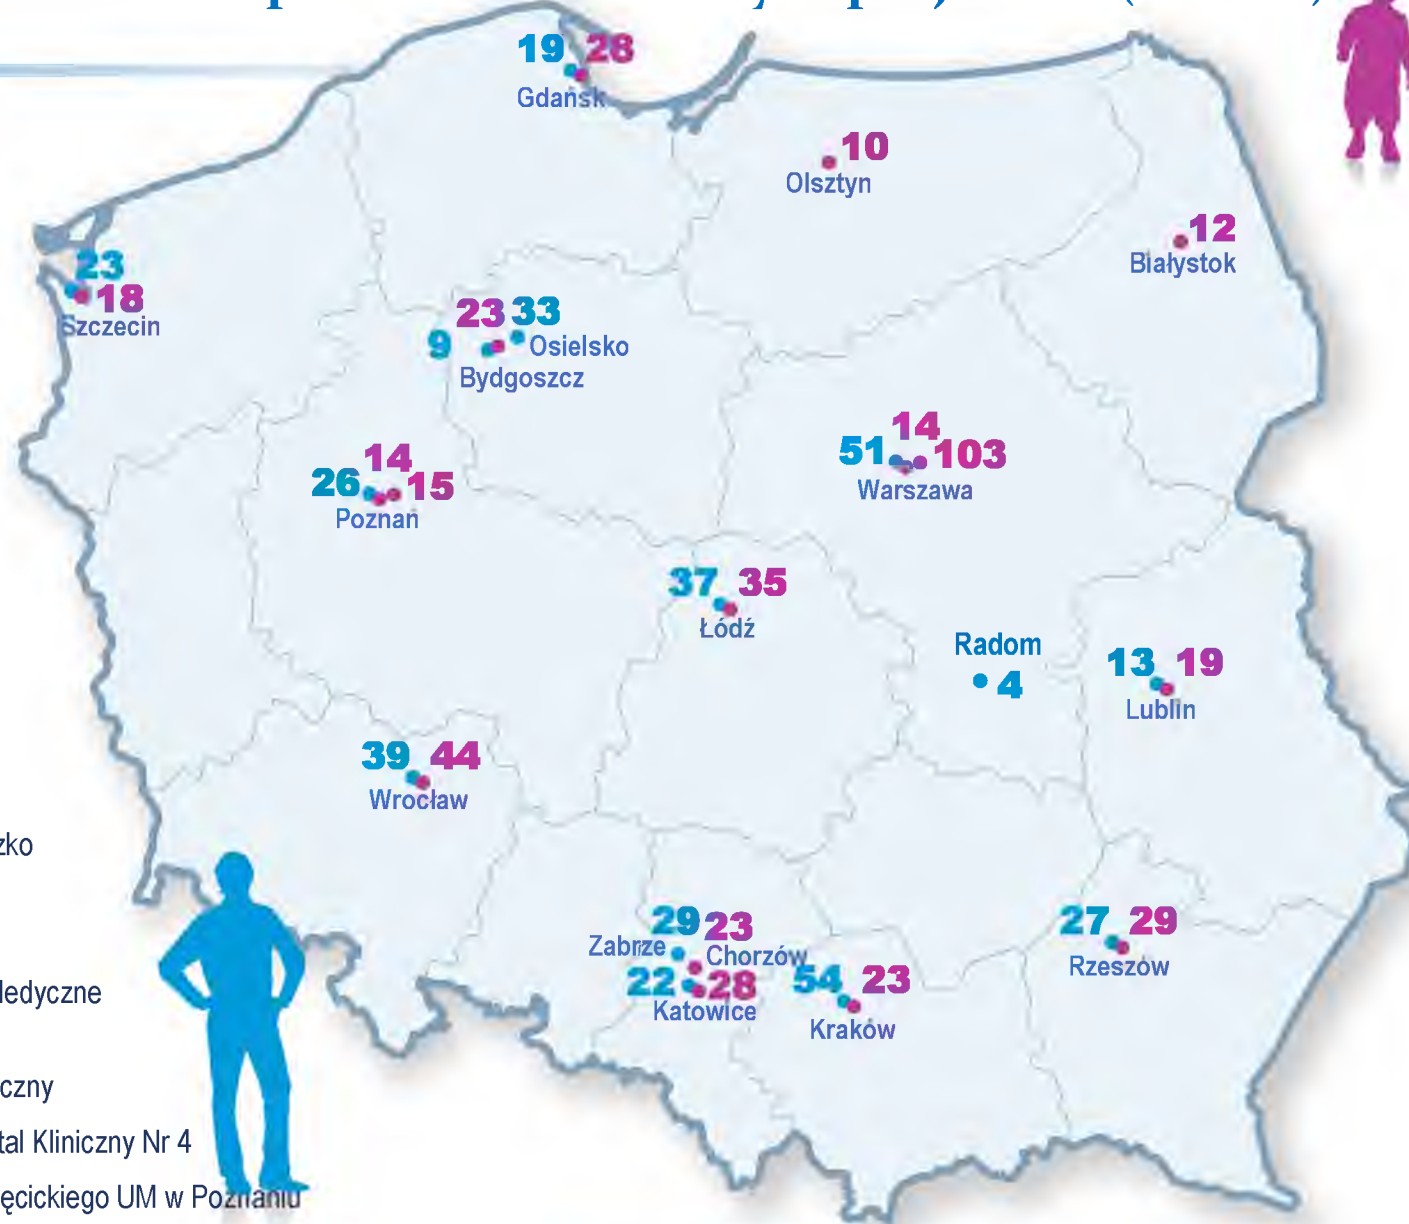 19 28
Gdańsk
10
Olsztyn
12
Białystok
23
18
Szczecin
23 33
9
Osielsko
Bydgoszcz
14
51
103
Warszawa
14
26
15
Poznań
37 35
Łódź
Radom
4
13 19
Lublin
39 44
Wrocław
zko
29 23
Zabrze
Chorzów
22 28
Katowice
54 23
Kraków
27 29
Rzeszów
ledyczne
czny
tal Kliniczny Nr 4
ęcickiego UM w Poznaniu